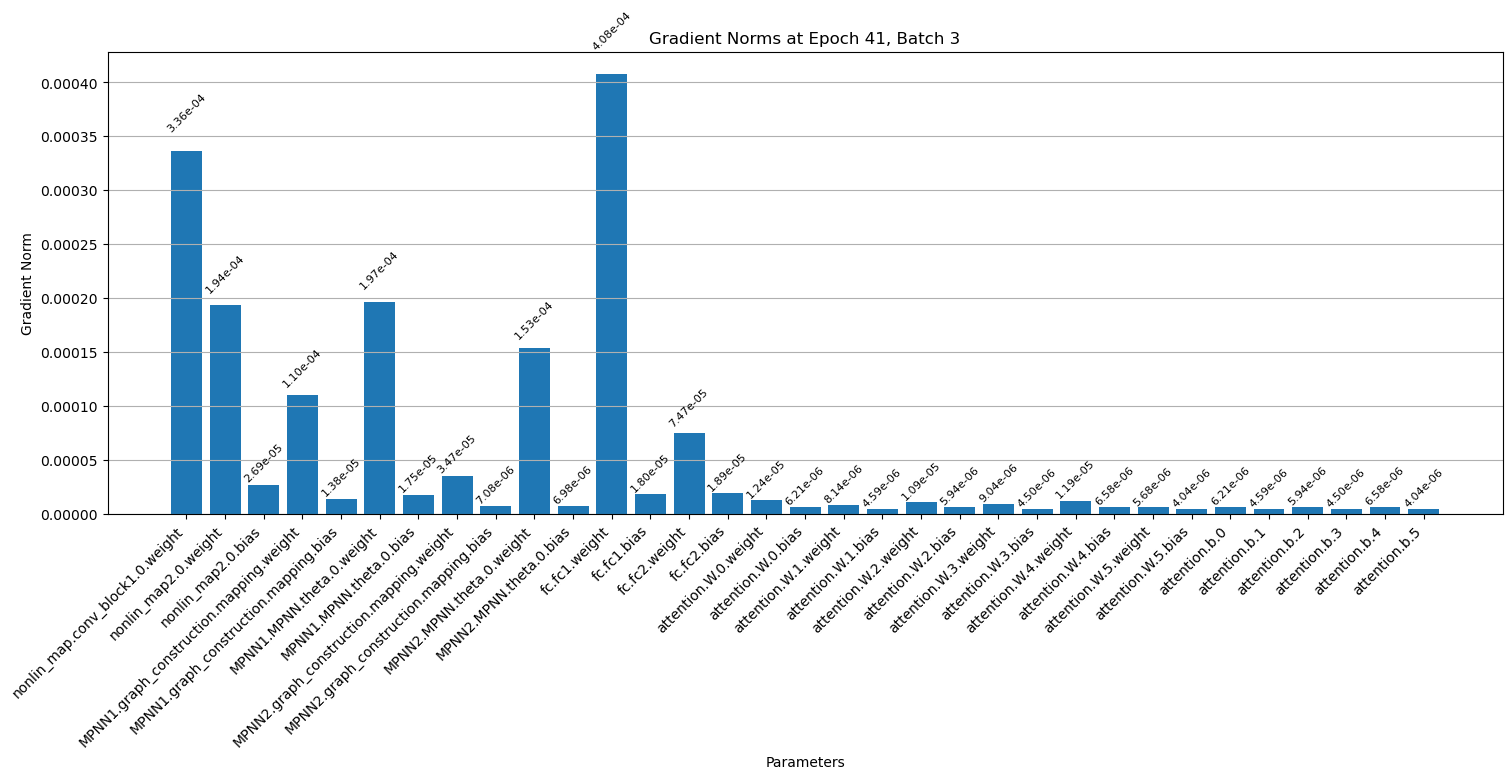 Gradient Norms at Epoch 41, Batch 3
Gradient Norm
0.00040
0.00035
0.00030
0.00025
0.00020
0.00015
0.00010
0.00005
0.00000
3.36e-04
1.94e-04
2.69e-05
1.10e-04
1.38e-05
1.97e-04
1.75e-05
3.47e-05
7.08e-06
1.53e-04
6.98e-06
4.08e-04
1.80e-05
7.47e-05
1.89e-05
1.24e-05
6.21e-06
8.14e-06
4.59e-06
1.09e-05
5.94e-06
9.04e-06
4.50e-06
1.19e-05
6.58e-06
5.68e-06
4.04e-06
6.21e-06
4.59e-06
5.94e-06
4.50e-06
6.58e-06
4.04e-06
nonlin_map.conv_block1.0.weight
nonlin_map2.0.weight
nonlin_map2.0.bias
MPNN1.graph_construction.mapping.weight
MPNN1.graph_construction.mapping.bias
MPNN1.MPNN.theta.0.weight
MPNN1.MPNN.theta.0.bias
MPNN2.graph_construction.mapping.weight
MPNN2.graph_construction.mapping.bias
MPNN2.MPNN.theta.0.weight
MPNN2.MPNN.theta.0.bias
fc.fc1.weight
fc.fc1.bias
fc.fc2.weight
fc.fc2.bias
attention.W.0.weight
attention.W.0.bias
attention.W.1.weight
attention.W.1.bias
attention.W.2.weight
attention.W.2.bias
attention.W.3.weight
attention.W.3.bias
attention.W.4.weight
attention.W.4.bias
attention.W.5.weight
attention.W.5.bias
attention.b.0
attention.b.1
attention.b.2
attention.b.3
attention.b.4
attention.b.5
Parameters